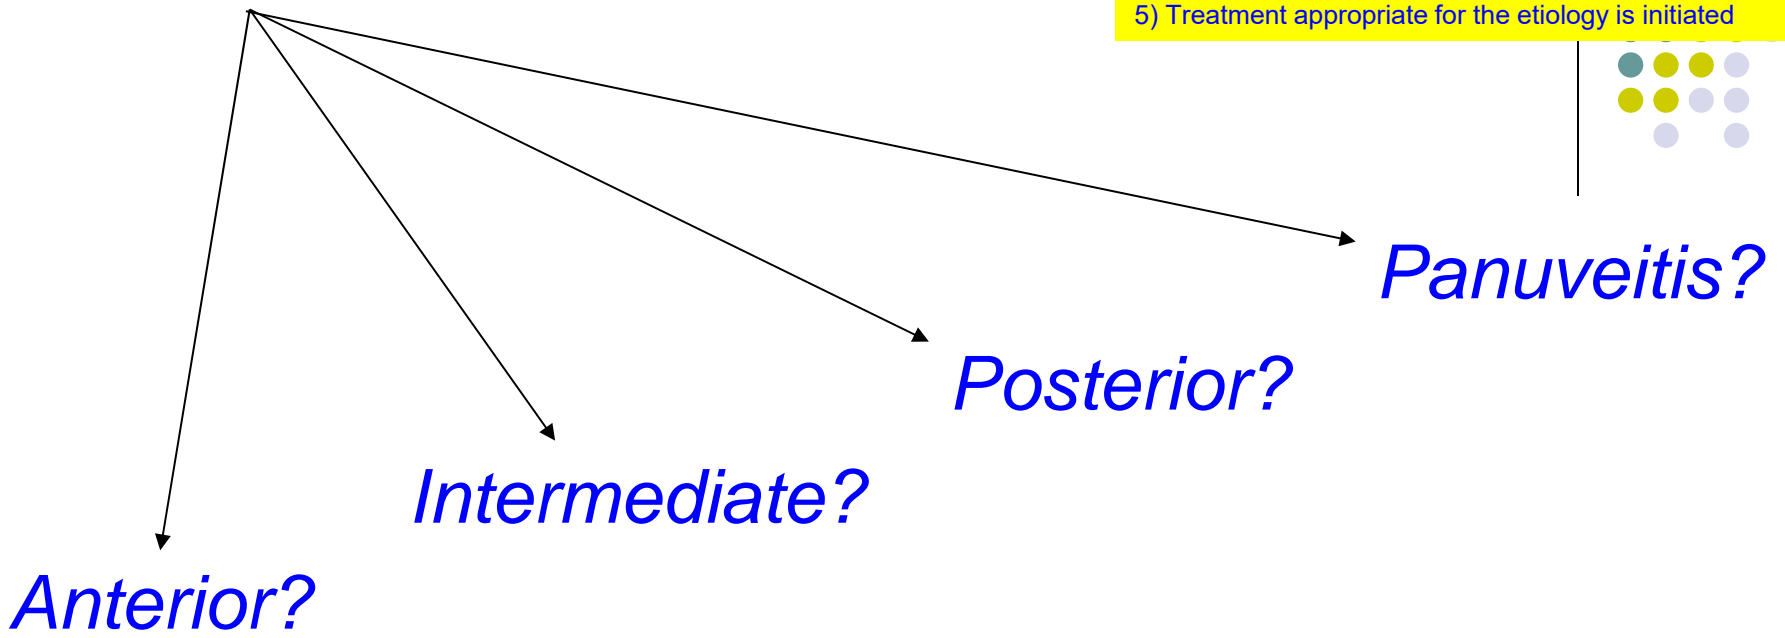 5) Treatment appropriate for the etiology is initiated
Panuveitis?
Posterior?
Intermediate?
Anterior?